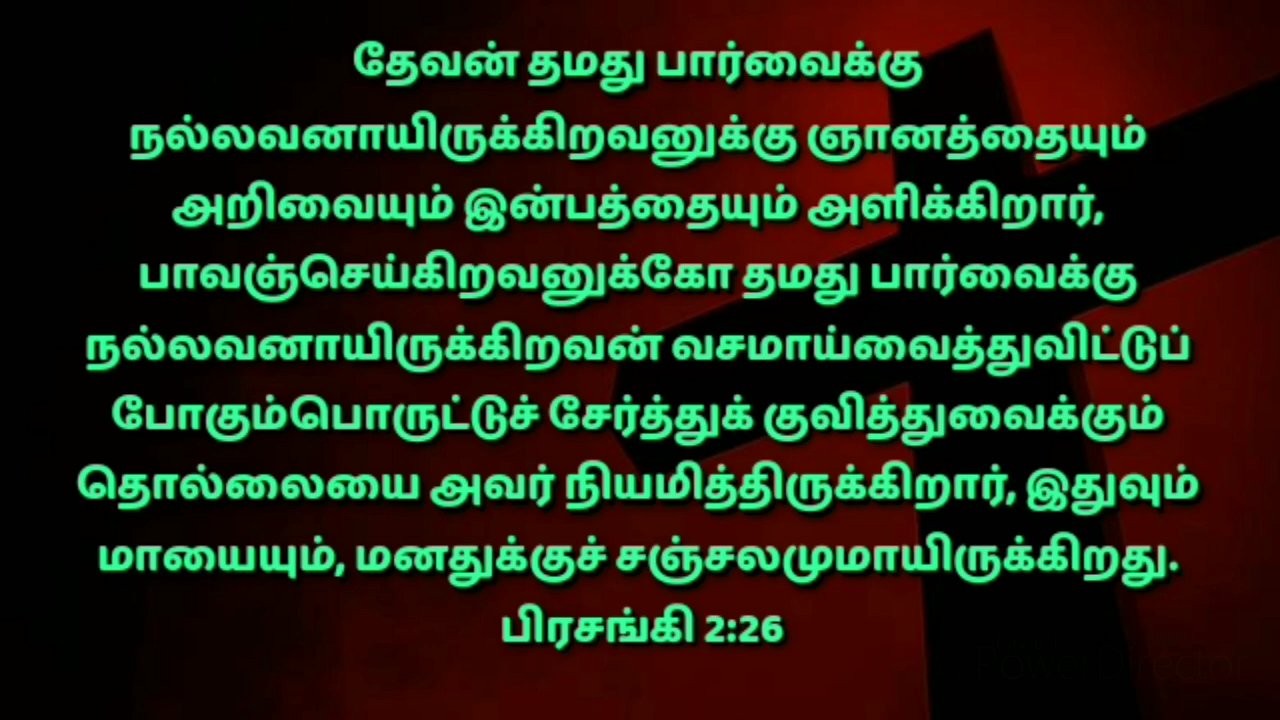 தேவன் தமது பார்வைக்கு
நல்லவனாயிருக்கிறவனுக்கு ஞானத்தையும்
அறிவையும் இன்பத்தையும் அளிக்கிறார்,
பாவஞ்செய்கிறவனுக்கோ தமது பார்வைக்கு
நல்லவனாயிருக்கிறவன் வசமாய்வைத்துவிட்டுப்
போகும்பொருட்டுச் சேர்த்துக் குவித்துவைக்கும்
தொல்லையை அவர் நியமித்திருக்கிறார், இதுவும்
மாயையும், மனதுக்குச் சஞ்சலமுமாயிருக்கிறது.
பிரசங்கி 2:26
PowerDirector